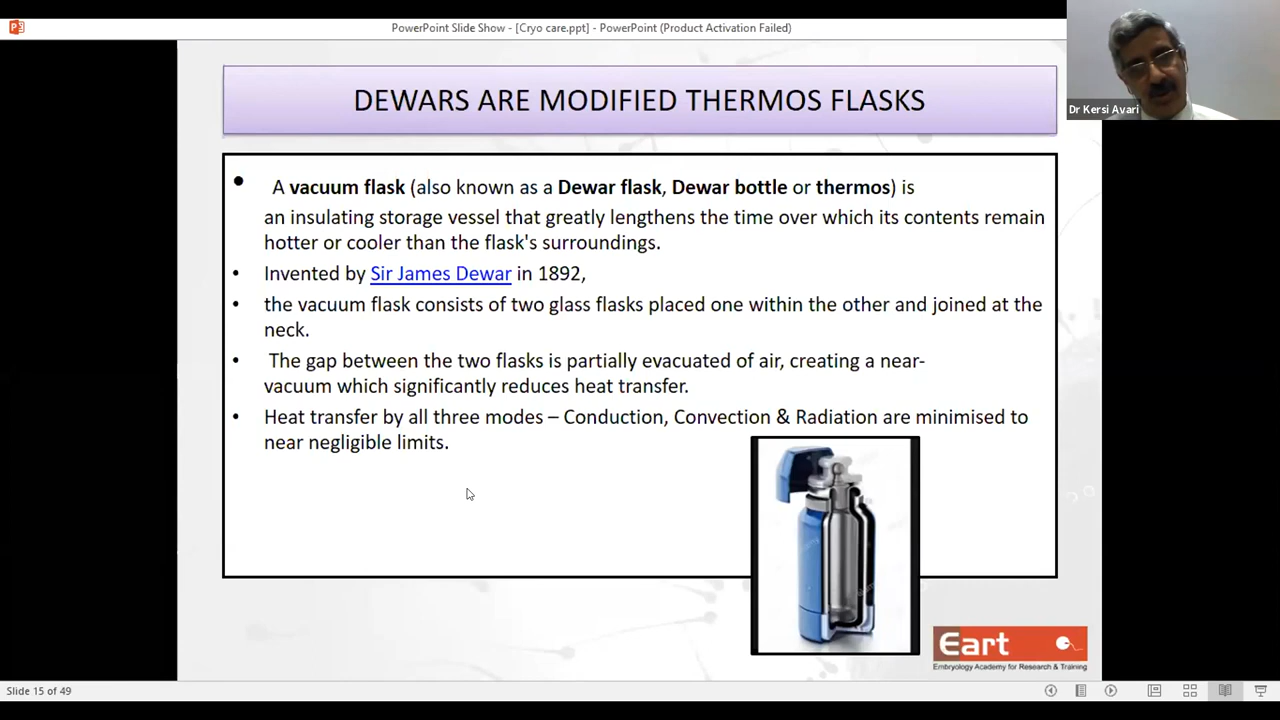 PowerPoint Slide Show - [Cryo care.ppt] - PowerPoint (Product Activation Failed)
Dr Kersi Avari
DEWARS ARE MODIFIED THERMOS FLASKS
• A vacuum flask (also known as a Dewar flask, Dewar bottle or thermos) is
an insulating storage vessel that greatly lengthens the time over which its contents remain
hotter or cooler than the flask's surroundings.
• Invented by Sir James Dewar in 1892,
• the vacuum flask consists of two glass flasks placed one within the other and joined at the
neck.
• The gap between the two flasks is partially evacuated of air, creating a near-
vacuum which significantly reduces heat transfer.
• Heat transfer by all three modes – Conduction, Convection & Radiation are minimised to
near negligible limits.
Eart
Embryology Academy for Research & Training
Slide 15 of 49